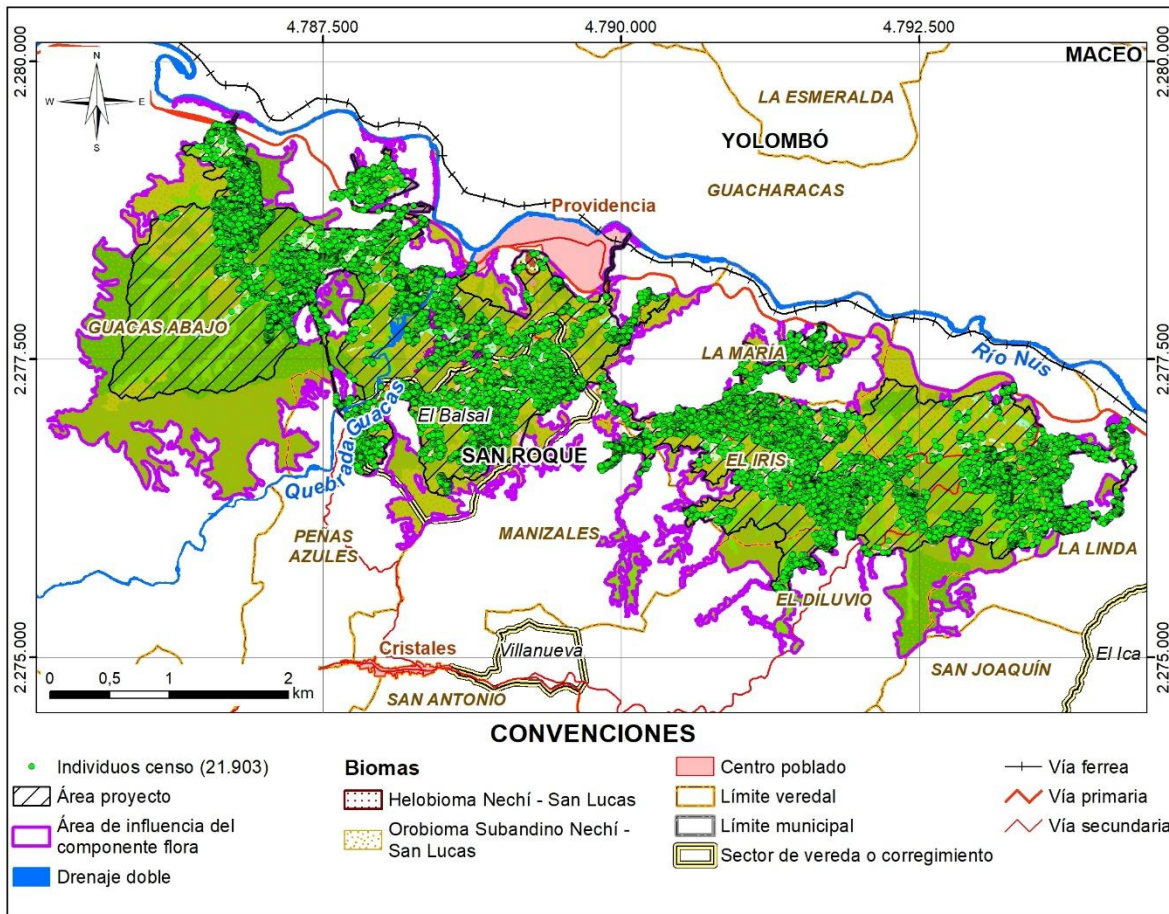 4.787.500
4.790.000
4.792.500
2.280.000
2.280.000
MACEO
N
W
E
S
LA ESMERALDA
YOLOMBÓ
GUACHARACAS
Providencia
GUACAS ABAJO
2.277.500
2.277.500
LA MARÍA
Río Nus
El Balsal
Quebrada Guacas
SAN ROQUE
EL IRIS
PEÑAS
AZULES
MANIZALES
LA LINDA
EL DILUVIO
Cristales
Villanueva
SAN JOAQUÍN
El Ica
SAN ANTONIO
2.275.000
2.275.000
0
0,5
1
2
km
CONVENCIONES
Individuos censo (21.903)
Área proyecto
Área de influencia del
componente flora
Drenaje doble
Biomas
Helobioma Nechí - San Lucas
Orobioma Subandino Nechí -
San Lucas
Centro poblado
Límite veredal
Límite municipal
Sector de vereda o corregimiento
Vía ferrea
Vía primaria
Vía secundaria